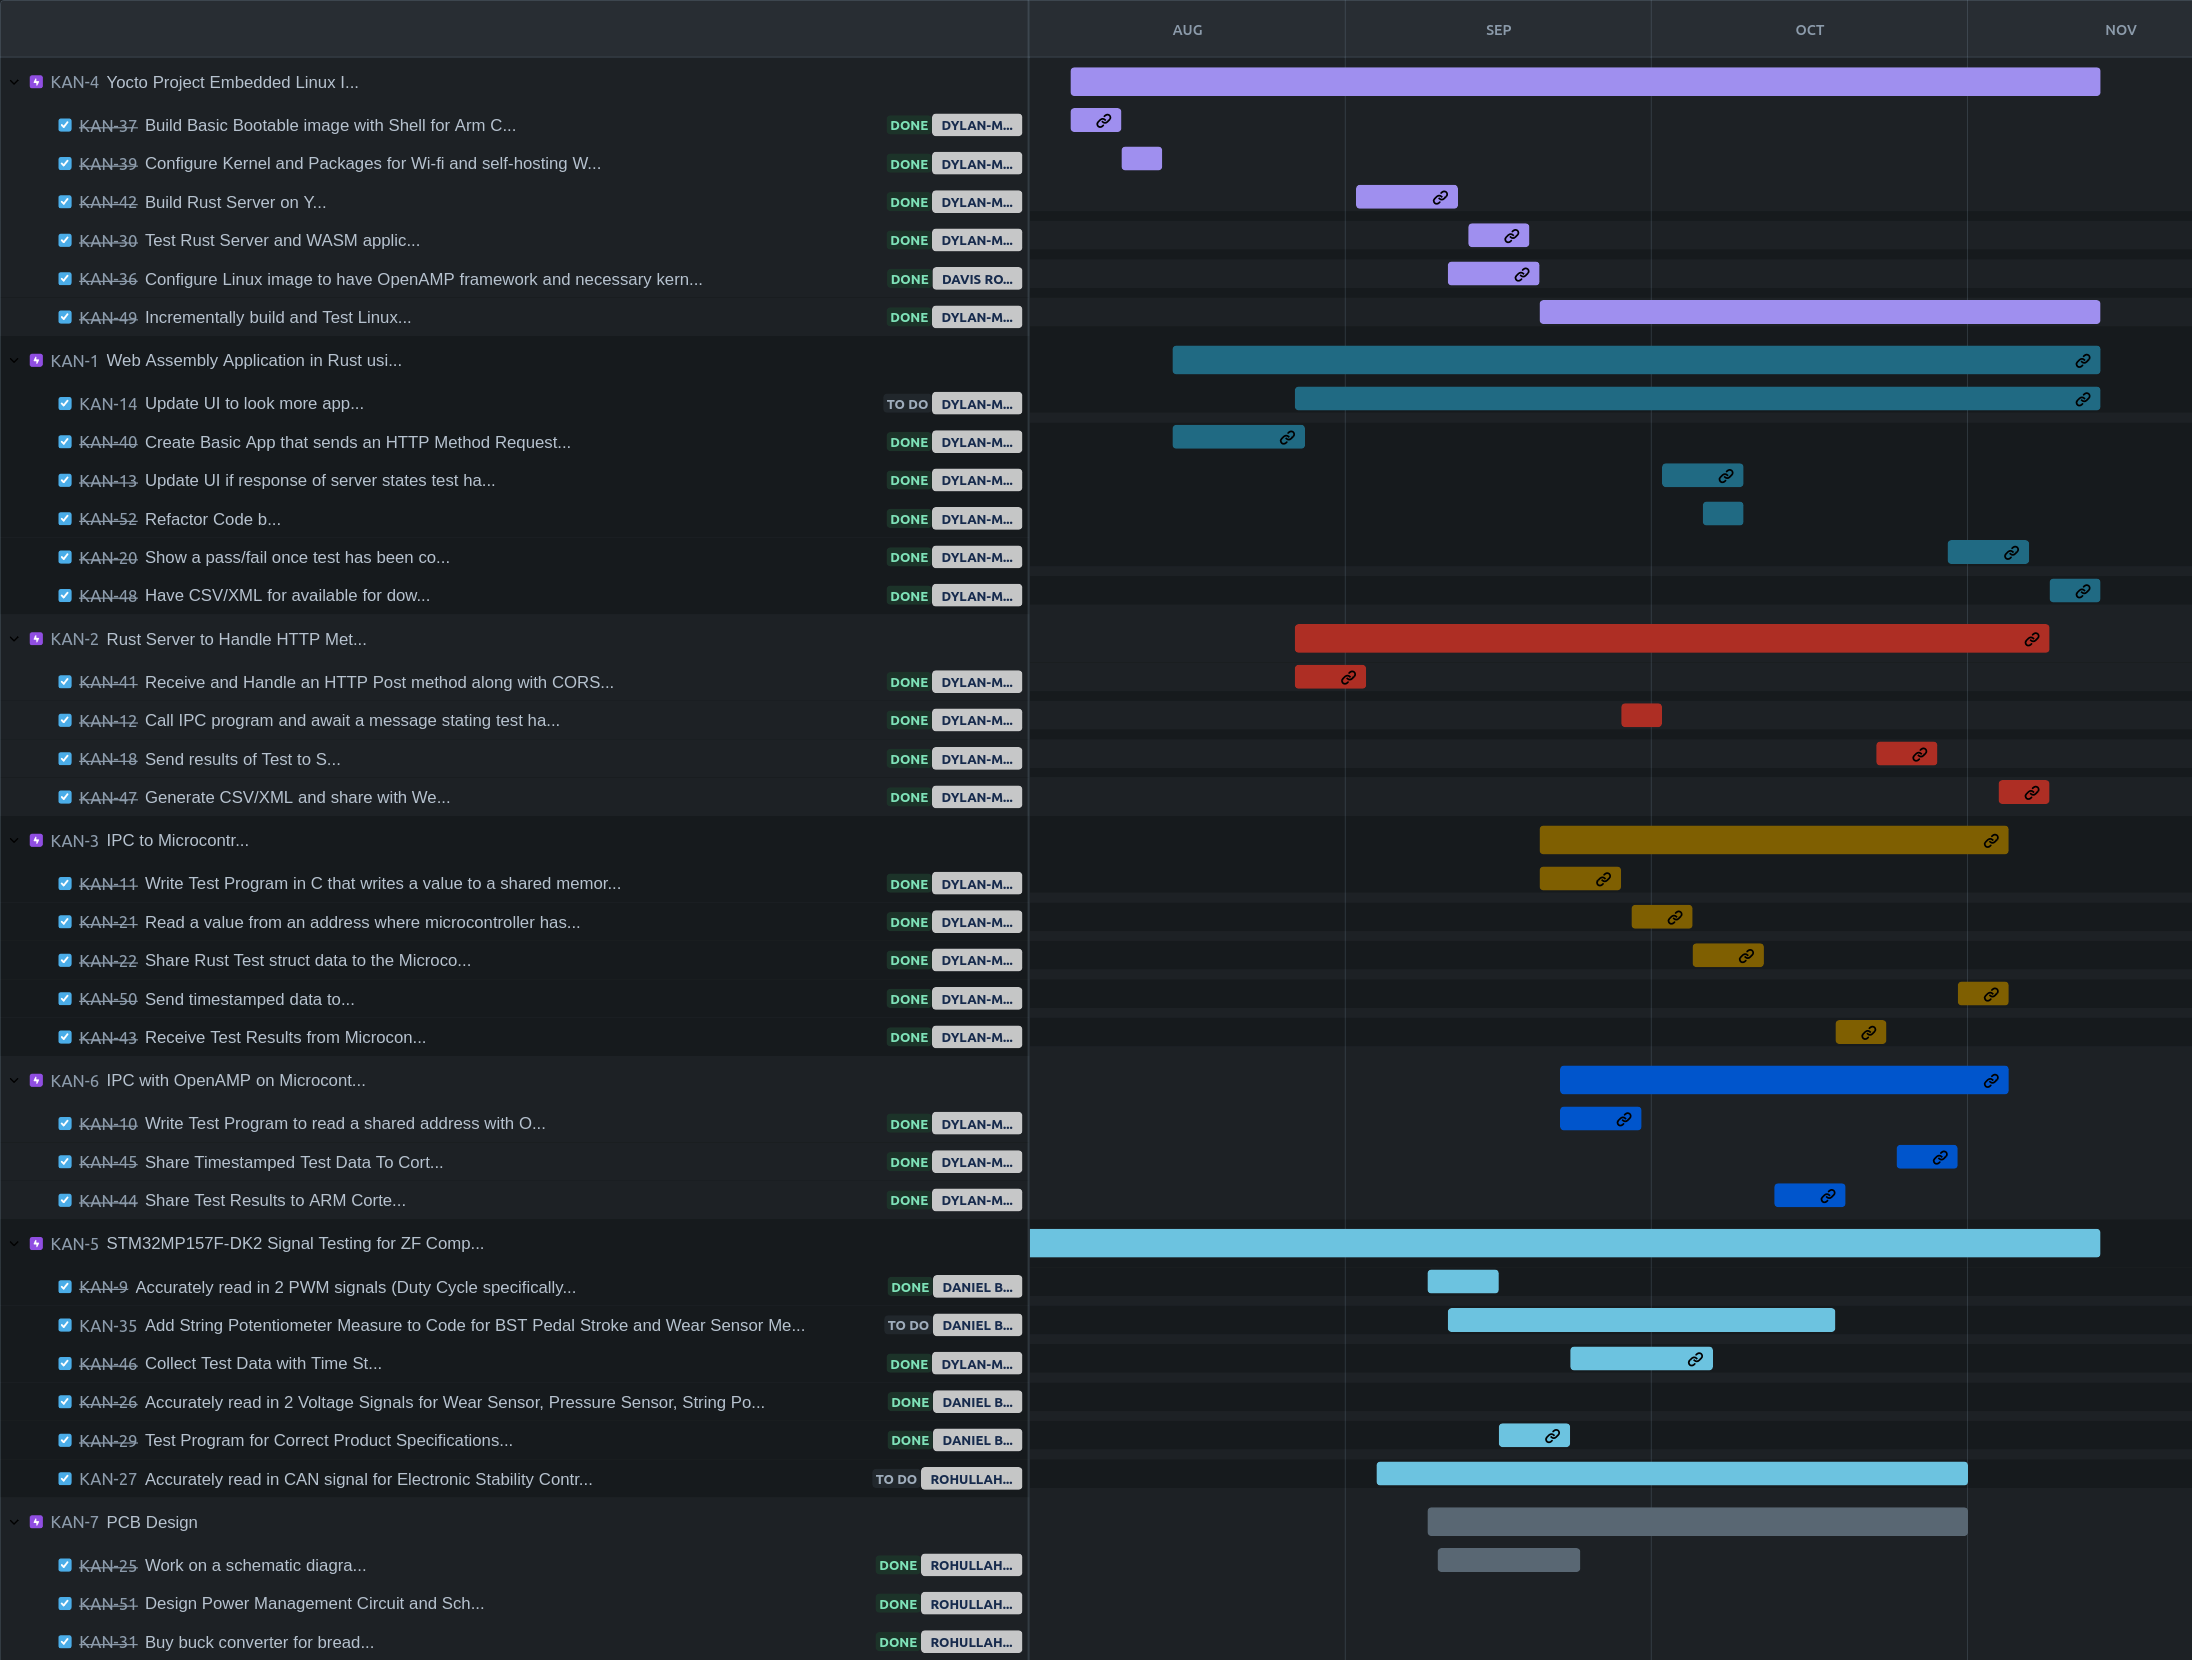 AUG SEP OCT NOV
KAN-4 Yocto Project Embedded Linux I...
KAN-37 Build Basic Bootable image with Shell for Arm C... DONE DYLAN-M...
KAN-39 Configure Kernel and Packages for Wi-fi and self-hosting W... DONE DYLAN-M...
KAN-42 Build Rust Server on Y... DONE DYLAN-M...
KAN-30 Test Rust Server and WASM applic... DONE DYLAN-M...
KAN-36 Configure Linux image to have OpenAMP framework and necessary kern... DONE DAVIS RO...
KAN-49 Incrementally build and Test Linux... DONE DYLAN-M...
KAN-1 Web Assembly Application in Rust usi...
KAN-14 Update UI to look more app... TO DO DYLAN-M...
KAN-40 Create Basic App that sends an HTTP Method Request... DONE DYLAN-M...
KAN-13 Update UI if response of server states test ha... DONE DYLAN-M...
KAN-52 Refactor Code b... DONE DYLAN-M...
KAN-20 Show a pass/fail once test has been co... DONE DYLAN-M...
KAN-48 Have CSV/XML for available for dow... DONE DYLAN-M...
KAN-2 Rust Server to Handle HTTP Met...
KAN-41 Receive and Handle an HTTP Post method along with CORS... DONE DYLAN-M...
KAN-12 Call IPC program and await a message stating test ha... DONE DYLAN-M...
KAN-18 Send results of Test to S... DONE DYLAN-M...
KAN-47 Generate CSV/XML and share with We... DONE DYLAN-M...
KAN-3 IPC to Microcontr...
KAN-11 Write Test Program in C that writes a value to a shared memor... DONE DYLAN-M...
KAN-21 Read a value from an address where microcontroller has... DONE DYLAN-M...
KAN-22 Share Rust Test struct data to the Microco... DONE DYLAN-M...
KAN-50 Send timestamped data to... DONE DYLAN-M...
KAN-43 Receive Test Results from Microcon... DONE DYLAN-M...
KAN-6 IPC with OpenAMP on Microcont...
KAN-10 Write Test Program to read a shared address with O... DONE DYLAN-M...
KAN-45 Share Timestamped Test Data To Cort... DONE DYLAN-M...
KAN-44 Share Test Results to ARM Corte... DONE DYLAN-M...
KAN-5 STM32MP157F-DK2 Signal Testing for ZF Comp...
KAN-9 Accurately read in 2 PWM signals (Duty Cycle specifically... DONE DANIEL B...
KAN-35 Add String Potentiometer Measure to Code for BST Pedal Stroke and Wear Sensor Me... TO DO DANIEL B...
KAN-46 Collect Test Data with Time St... DONE DYLAN-M...
KAN-26 Accurately read in 2 Voltage Signals for Wear Sensor, Pressure Sensor, String Po... DONE DANIEL B...
KAN-29 Test Program for Correct Product Specifications... DONE DANIEL B...
KAN-27 Accurately read in CAN signal for Electronic Stability Contr... TO DO ROHULLAH...
KAN-7 PCB Design
KAN-25 Work on a schematic diagra... DONE ROHULLAH...
KAN-51 Design Power Management Circuit and Sch... DONE ROHULLAH...
KAN-31 Buy buck converter for bread... DONE ROHULLAH...